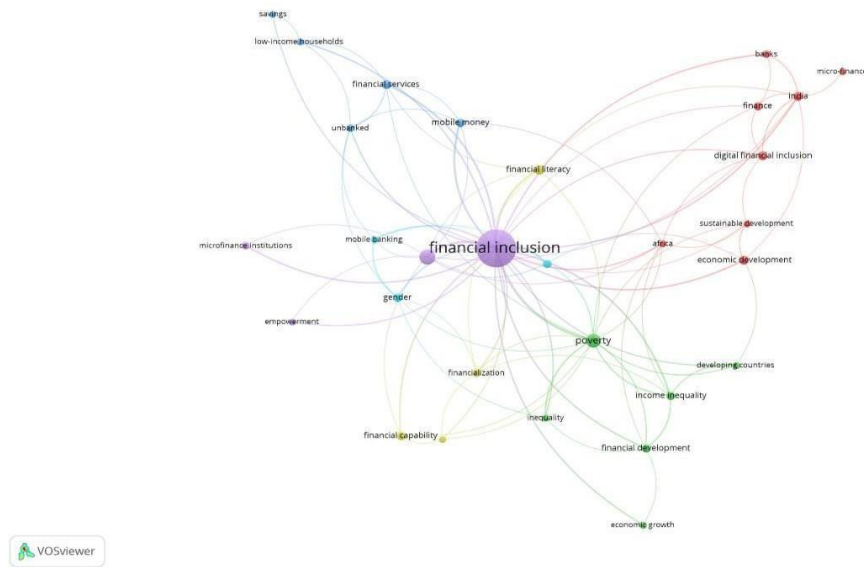 savings
low-income households
banks
micro-finance
financial services
india
finance
unbanked
mobile money
digital financial inclusion
financial literacy
sustainable development
mobile banking
microfinance institutions
financial inclusion
africa
economic development
gender
empowerment
poverty
developing countries
financialization
income inequality
inequality
financial capability
financial development
economic growth
VOSviewer